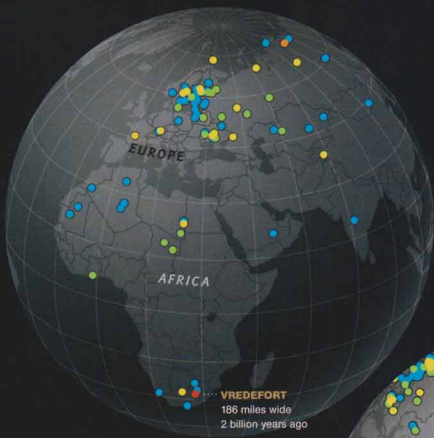 EUROPE
AFRICA
VREDEFORT
186 miles wide
2 billion years ago